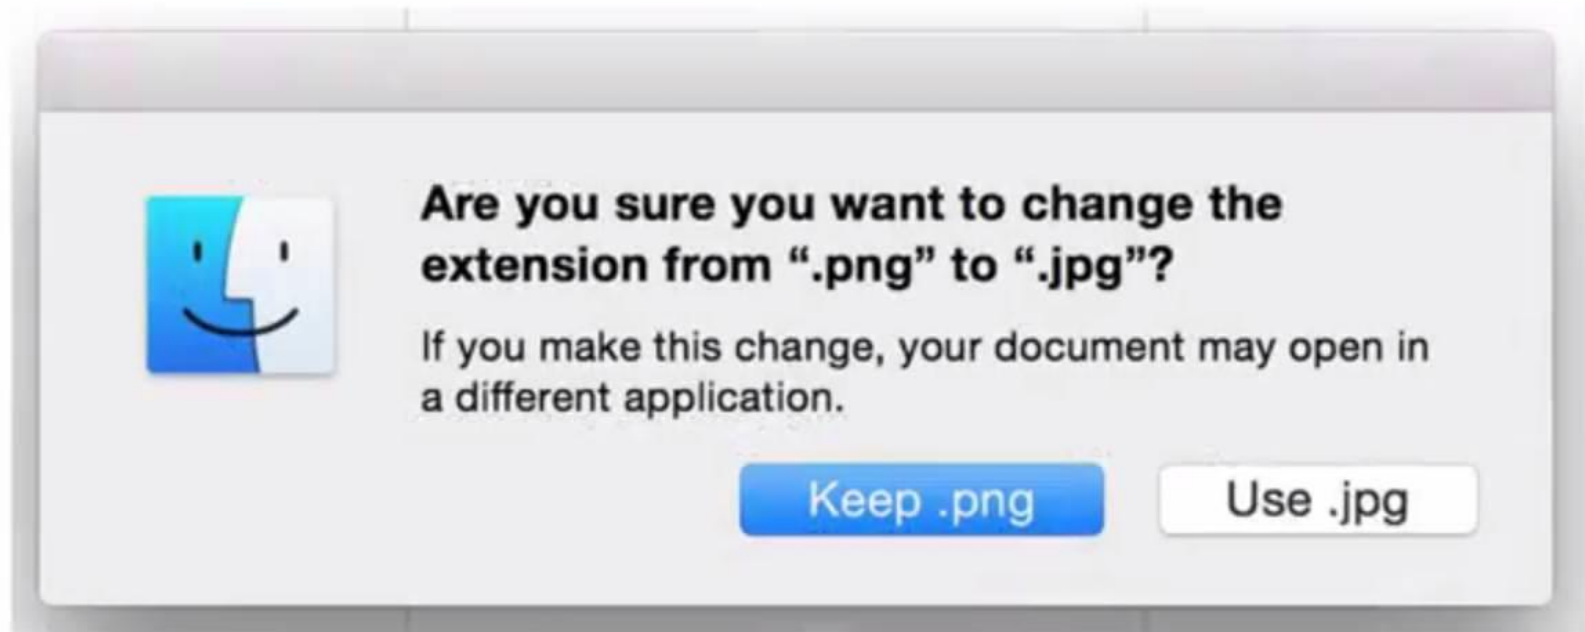 Are you sure you want to change the
extension from “.png” to “.jpg”?
If you make this change, your document may open in
a different application.
Keep .png
Use .jpg